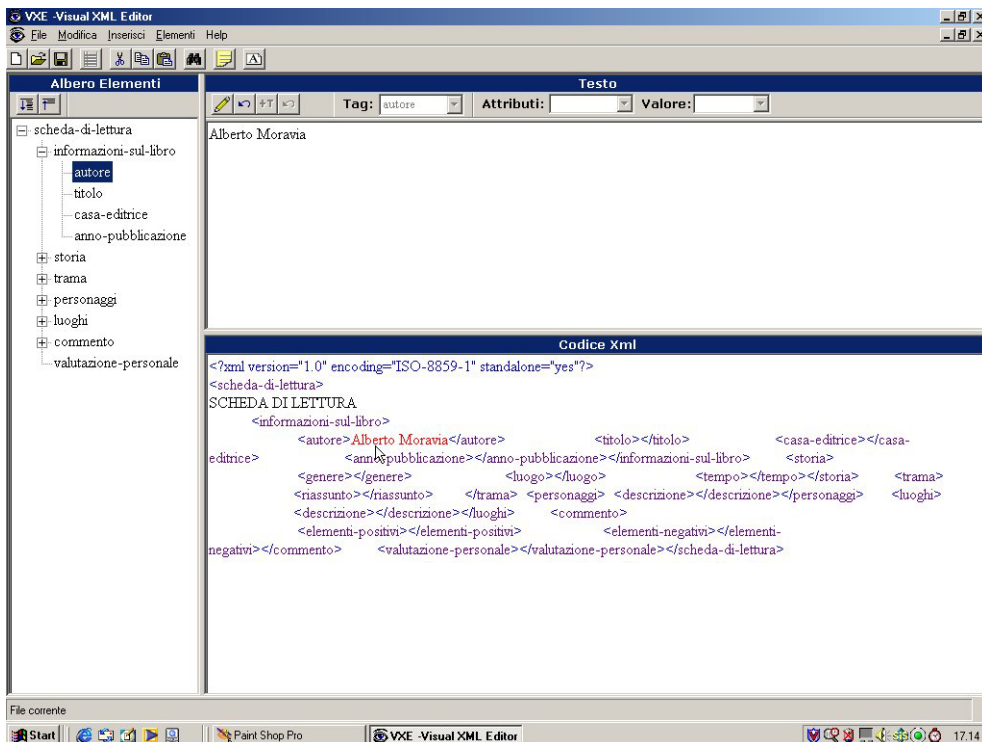 VXE -Visual XML Editor
File Modifica Inserisci Elementi Help
Albero Elementi
scheda-di-lettura
informazioni-sul-libro
autore
titolo
casa-editrice
anno-pubblicazione
storia
trama
personaggi
luoghi
commento
valutazione-personale
Testo
+T Tag: autore Attributi: Valore:
Alberto Moravia
Codice Xml
<?xml version="1.0" encoding="ISO-8859-1" standalone="yes"?>
<scheda-di-lettura>
SCHEDA DI LETTURA
<informazioni-sul-libro>
<autore>Alberto Moravia</autore> <titolo></titolo> <casa-editrice></casa-
editrice> <anno-pubblicazione></anno-pubblicazione></informazioni-sul-libro> <storia>
<genere></genere> <luogo></luogo> <tempo></tempo></storia> <trama>
<riassunto></riassunto> </trama> <personaggi> <descrizione></descrizione></personaggi> <luoghi>
<descrizione></descrizione></luoghi> <commento>
<elementi-positivi></elementi-positivi> <elementi-negativi></elementi-
negativi></commento> <valutazione-personale></valutazione-personale></scheda-di-lettura>
File corrente
Start Paint Shop Pro VXE -Visual XML Editor 17.14